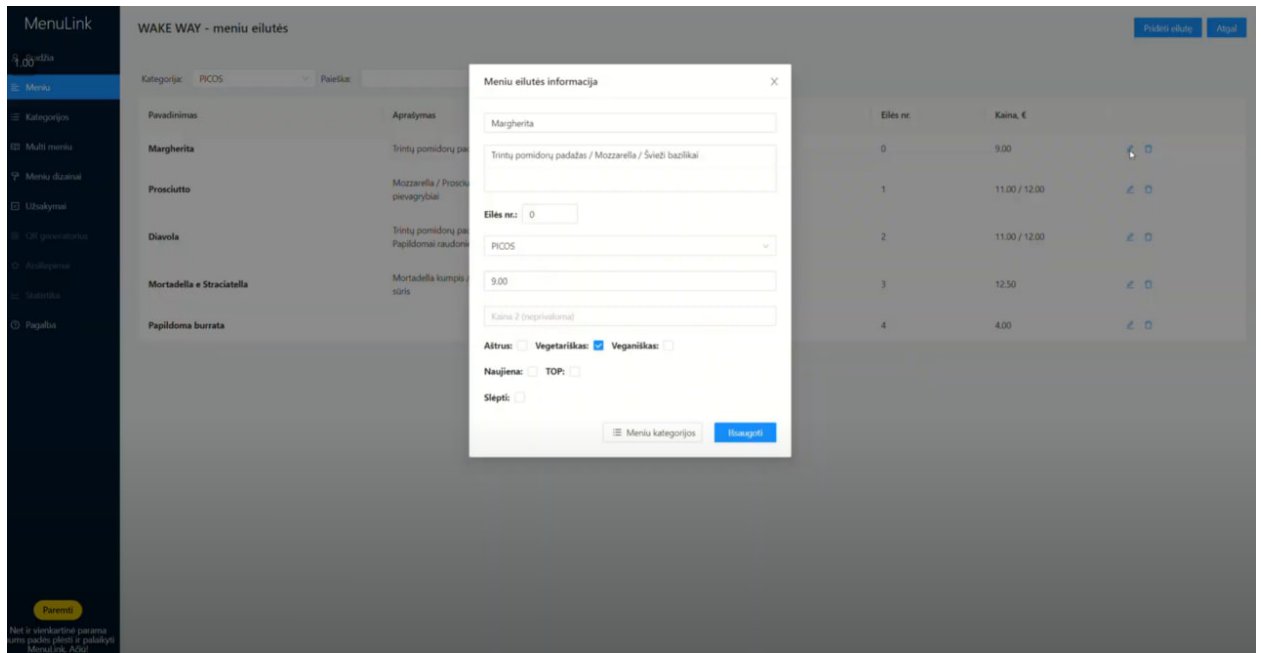 MenuLink
WAKE WAY - meniu eilutės
Pridėti eilutę
Atgal
1.00
Meniu
Kategorijos
Multi meniu
Meniu dizainai
Užsakymai
QR generatorius
Atsiliepimai
Statistika
Pagalba
Kategorija: PICOS Paieška:
Pavadinimas Aprašymas Eilės nr. Kaina, €
Margherita Trintų pomidorų 0 9.00
Prosciutto Mozzarella / 1 11.00 / 12.00
pievagrybiai
Diavola Trintų pomidorų 2 11.00 / 12.00
Papildomai
Mortadella e Straciatella Mortadella kumpis / 3 12.50
sūris
Papildoma burrata 4 4.00
Meniu eilutės informacija
Margherita
Trintų pomidorų padažas / Mozzarella / Švieži bazilikai
Eilės nr.: 0
PICOS
9.00
Kaina 2 (neprivaloma)
Aštrus: Vegetariškas: Veganiškas:
Naujiena: TOP:
Slėpti:
Meniu kategorijos
Išsaugoti
Paremti
Net ir vienkartinė parama
mums padės plėsti ir palaikyti
MenuLink. Ačiū!